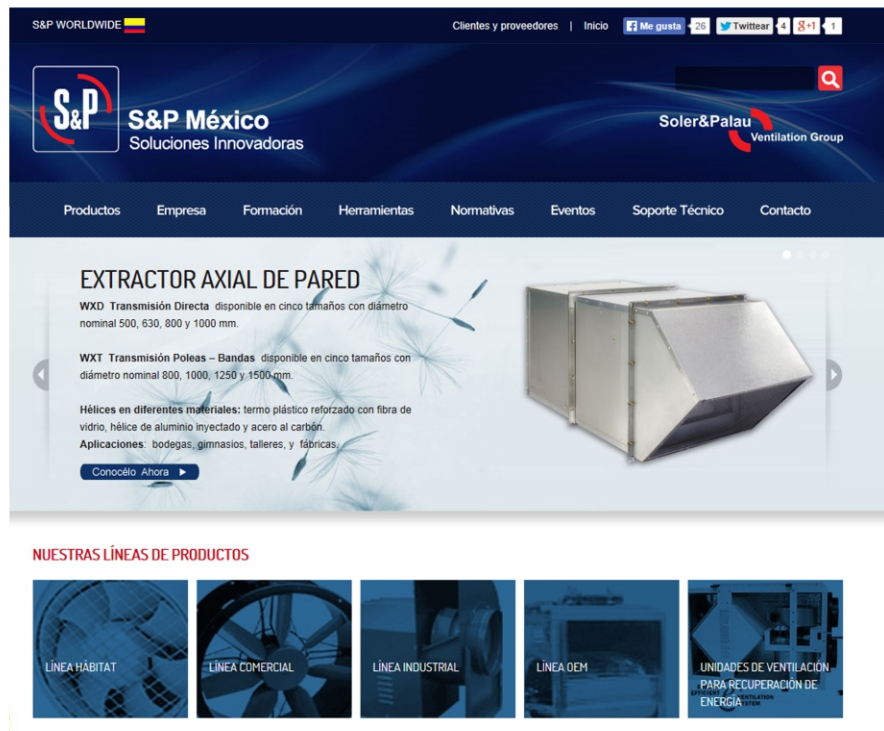 S&P WORLDWIDE
Clientes y proveedores | Inicio
Me gusta 26
Twittear 4
g+1 1
S&P
S&P México
Soluciones Innovadoras
Soler&Palau
Ventilation Group
Productos Empresa Formación Herramientas Normativas Eventos Soporte Técnico Contacto
EXTRACTOR AXIAL DE PARED
WXD Transmisión Directa disponible en cinco tamaños con diámetro
nominal 500, 630, 800 y 1000 mm.
WXT Transmisión Poleas – Bandas disponible en cinco tamaños con
diámetro nominal 800, 1000, 1250 y 1500 mm.
Hélices en diferentes materiales: termo plástico reforzado con fibra de
vidrio, hélice de aluminio inyectado y acero al carbón.
Aplicaciones: bodegas, gimnasios, talleres, y fábricas.
Conocélo Ahora
NUESTRAS LÍNEAS DE PRODUCTOS
LÍNEA HÁBITAT
LÍNEA COMERCIAL
LÍNEA INDUSTRIAL
LÍNEA OEM
UNIDADES DE VENTILACIÓN
PARA RECUPERACIÓN DE
ENERGÍA
EFFICIENT
VENTILATION
SYSTEM